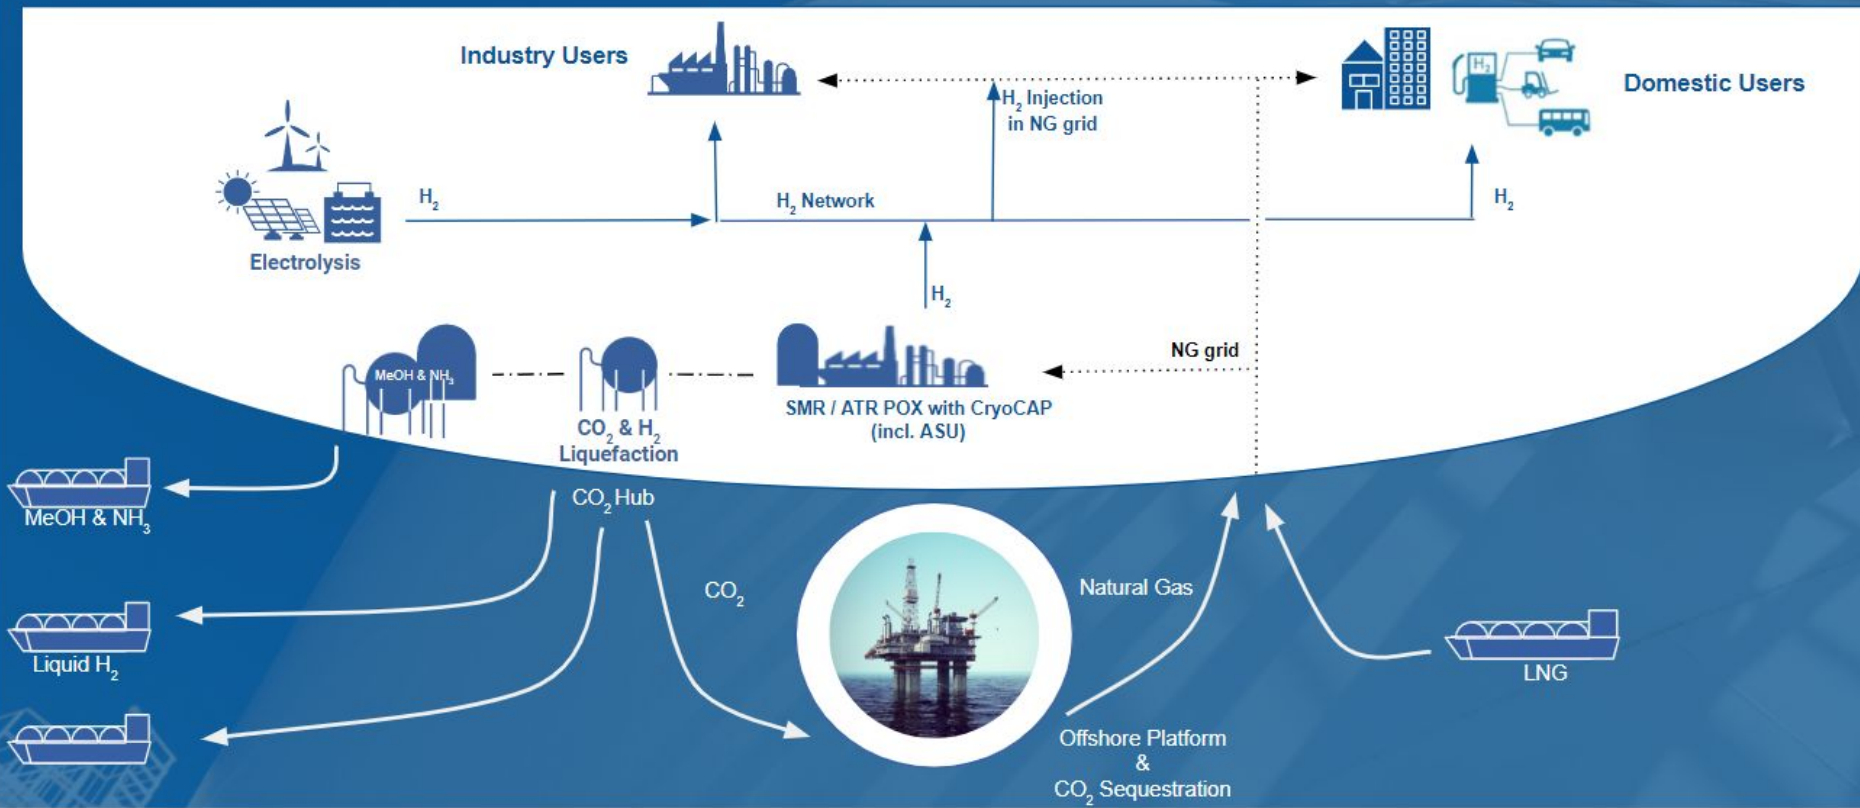 Industry Users
Domestic Users
H₂
H₂ Injection
in NG grid
H₂
H₂ Network
H₂
Electrolysis
H₂
NG grid
MeOH & NH₃
SMR / ATR POX with CryoCAP
(incl. ASU)
CO₂ & H₂
Liquefaction
CO₂ Hub
MeOH & NH₃
CO₂
Natural Gas
Liquid H₂
LNG
Offshore Platform
&
CO₂ Sequestration